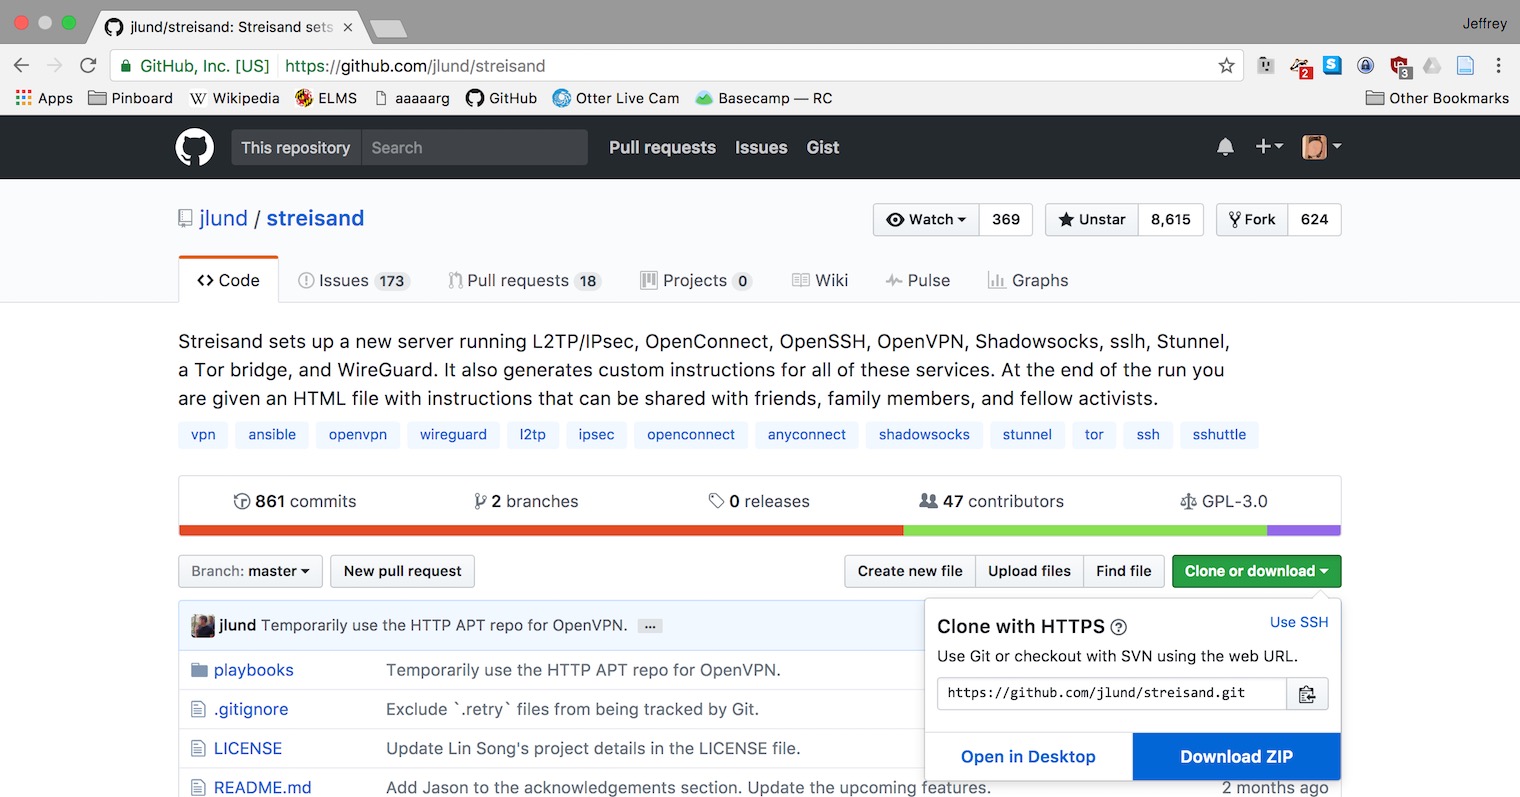 jlund/streisand: Streisand sets
Jeffrey
GitHub, Inc. [US] https://github.com/jlund/streisand
2
S
3
Apps Pinboard W Wikipedia ELMS aaaaarg GitHub Otter Live Cam Basecamp — RC Other Bookmarks
This repository Search Pull requests Issues Gist
jlund / streisand
Watch 369 Unstar 8,615 Fork 624
Code Issues 173 Pull requests 18 Projects 0 Wiki Pulse Graphs
Streisand sets up a new server running L2TP/IPsec, OpenConnect, OpenSSH, OpenVPN, Shadowsocks, sslh, Stunnel,
a Tor bridge, and WireGuard. It also generates custom instructions for all of these services. At the end of the run you
are given an HTML file with instructions that can be shared with friends, family members, and fellow activists.
vpn ansible openvpn wireguard l2tp ipsec openconnect anyconnect shadowsocks stunnel tor ssh sshuttle
861 commits 2 branches 0 releases 47 contributors GPL-3.0
Branch: master New pull request Create new file Upload files Find file Clone or download
jlund Temporarily use the HTTP APT repo for OpenVPN. ...
Clone with HTTPS ? Use SSH
Use Git or checkout with SVN using the web URL.
https://github.com/jlund/streisand.git
Open in Desktop Download ZIP
playbooks Temporarily use the HTTP APT repo for OpenVPN.
.gitignore Exclude `.retry` files from being tracked by Git.
LICENSE Update Lin Song's project details in the LICENSE file.
README.md Add Jason to the acknowledgements section. Update the upcoming features. 2 months ago